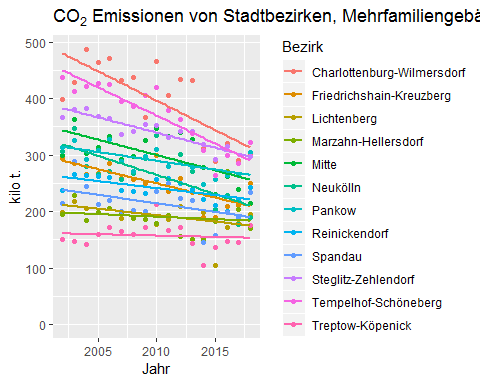 CO₂ Emissionen von Stadtbezirken, Mehrfamiliengebä
Bezirk
Charlottenburg-Wilmersdorf
Friedrichshain-Kreuzberg
Lichtenberg
Marzahn-Hellersdorf
Mitte
Neukölln
Pankow
Reinickendorf
Spandau
Steglitz-Zehlendorf
Tempelhof-Schöneberg
Treptow-Köpenick
kilo t.
500
400
300
200
100
0
2005
2010
2015
Jahr